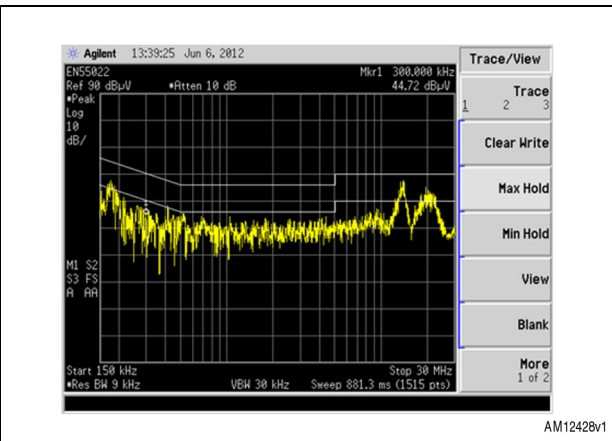 Agilent 13:39:25 Jun 6, 2012
Trace/View
EN55022
Mkr1 300.000 kHz
Ref 90 dBµV
•Atten 10 dB
44.72 dBµV
•Peak
Log
10
dB/
M1 S2
S3 FS
A AA
Start 150 kHz
Stop 30 MHz
•Res BW 9 kHz
VBW 30 kHz
Sweep 881.3 ms (1515 pts)
Trace
1 2 3
Clear Write
Max Hold
Min Hold
View
Blank
More
1 of 2
AM12428v1